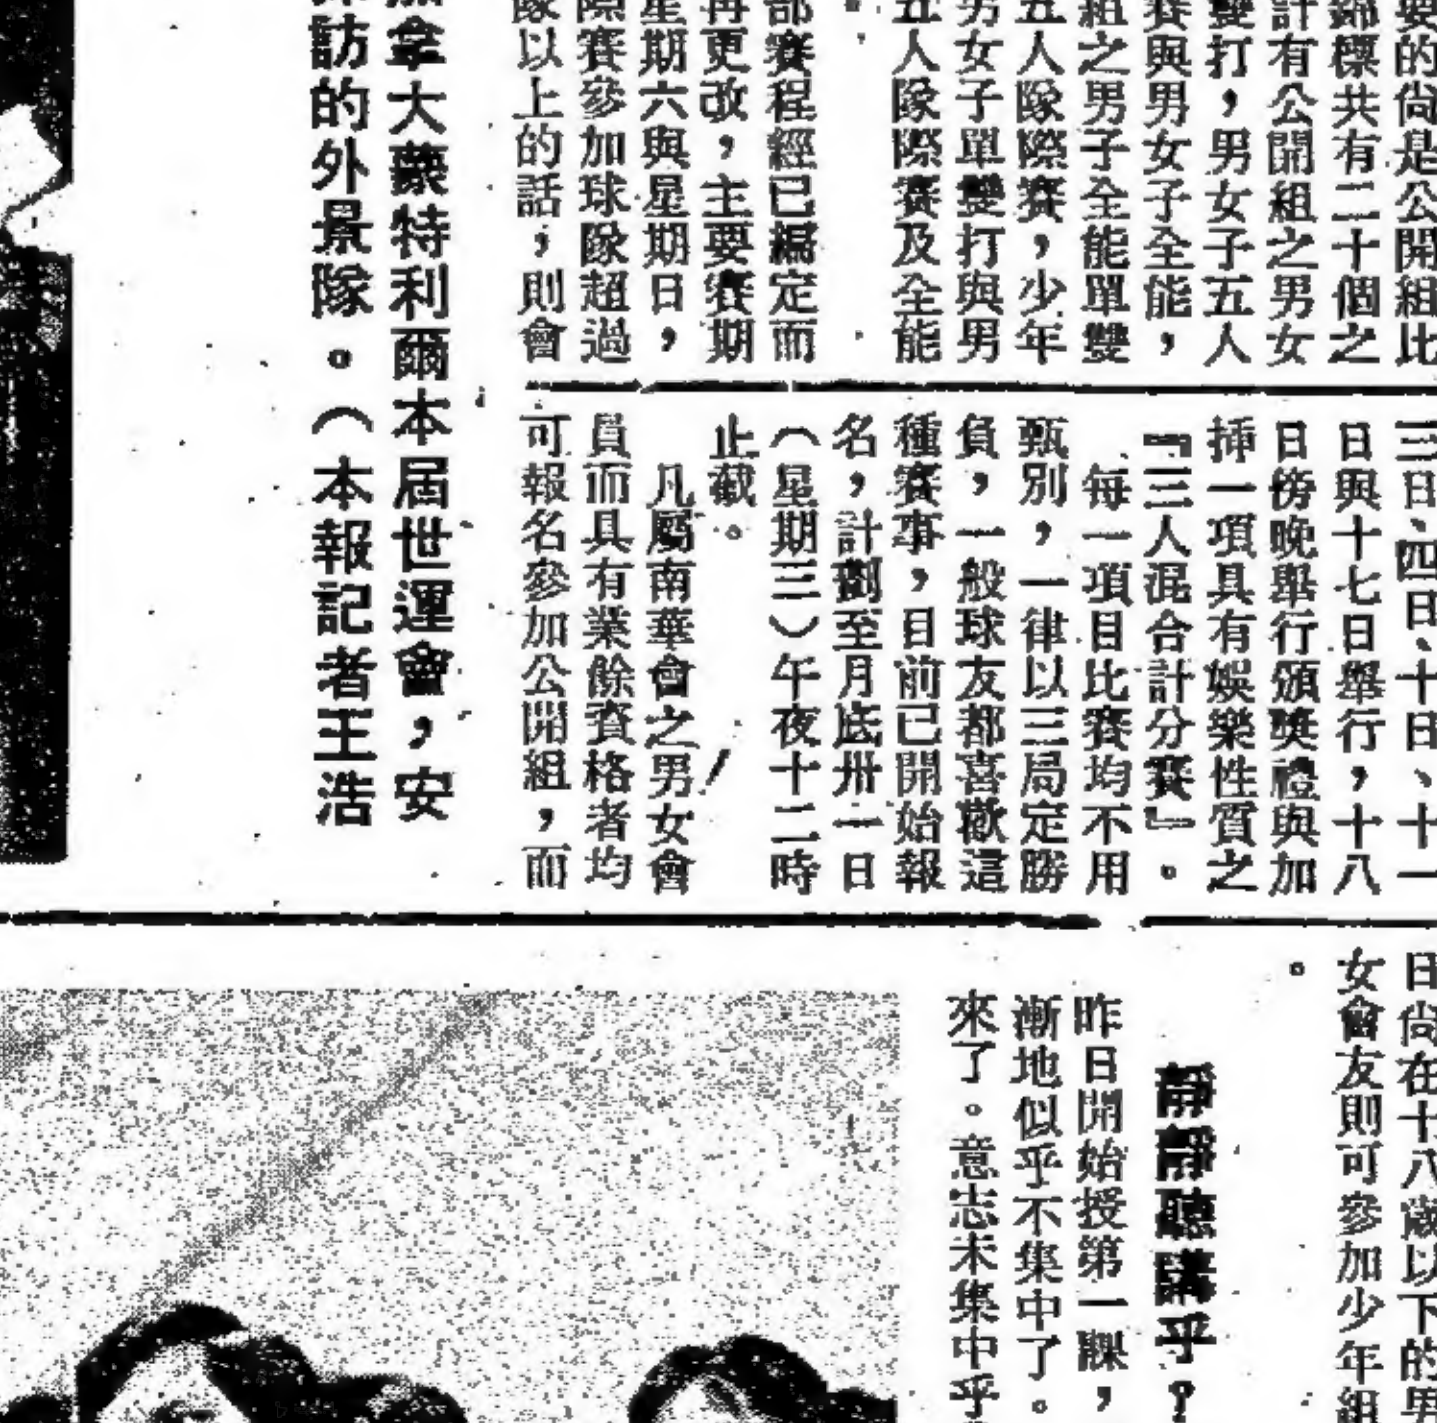 要的尙是公開組比
錦標共有二十個之
計有公開組之男女
雙打，男女子五人
賽與男女子全能，
組之男子全能單雙
五人隊際賽，少年
男女子單雙打與男
五人隊際賽及全能
。
部賽程經已編定而
再更改，主要賽期
星期六與星期日，
際賽參加球隊超過
隊以上的話，則會
三日、四日、十日、十一
日與十七日舉行，十八
日傍晚舉行頒獎禮與加
挿一項具有娛樂性質之
『三人混合計分賽』。
每一項目比賽均不用
甄別，一律以三局定勝
負，一般球友都喜歡這
種賽事，目前已開始報
名，計劃至月底卅一日
（星期三）午夜十二時
止截。
凡屬南華會之男女會
員而具有業餘資格者均
可報名參加公開組，而
加拿大蒙特利爾本屆世運會，安
採訪的外景隊。（本報記者王浩
日尙在十八歲以下的男
女會友則可參加少年組
。
靜靜聽講乎？
昨日開始授第一課，
漸地似乎不集中了。
來了。意志未集中乎